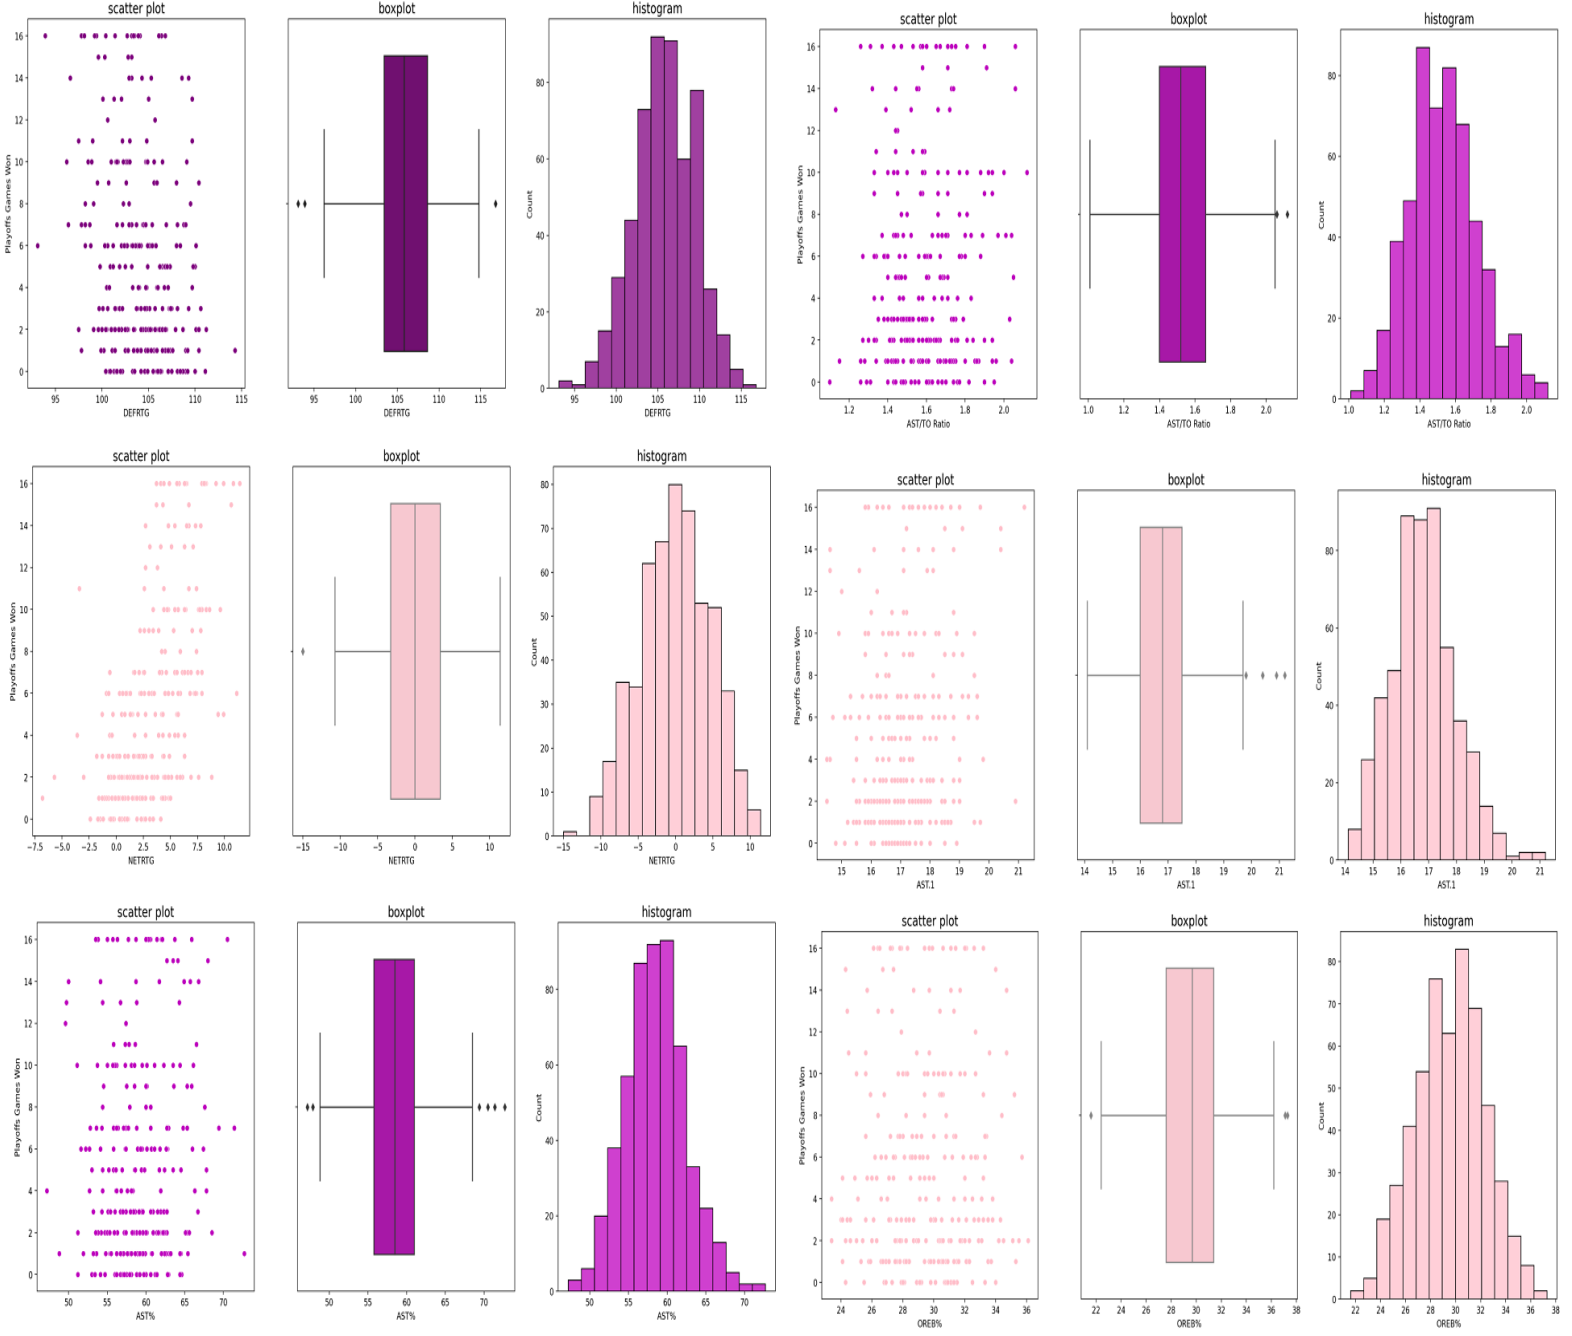 scatter plot
boxplot
histogram
Playoffs Games Won
16
14
12
10
8
6
4
2
0
95 100 105 110 115
DEFRTG
95 100 105 110 115
DEFRTG
Count
80
60
40
20
0
95 100 105 110 115
DEFRTG
scatter plot
boxplot
histogram
Playoffs Games Won
16
14
12
10
8
6
4
2
0
1.2 1.4 1.6 1.8 2.0
AST/TO Ratio
1.0 1.2 1.4 1.6 1.8 2.0
AST/TO Ratio
Count
80
60
40
20
0
1.0 1.2 1.4 1.6 1.8 2.0
AST/TO Ratio
scatter plot
boxplot
histogram
Playoffs Games Won
16
14
12
10
8
6
4
2
0
−7.5 −5.0 −2.5 0.0 2.5 5.0 7.5 10.0
NETRTG
−15 −10 −5 0 5 10
NETRTG
Count
80
70
60
50
40
30
20
10
0
−15 −10 −5 0 5 10
NETRTG
scatter plot
boxplot
histogram
Playoffs Games Won
16
14
12
10
8
6
4
2
0
15 16 17 18 19 20 21
AST.1
14 15 16 17 18 19 20 21
AST.1
Count
80
60
40
20
0
14 15 16 17 18 19 20 21
AST.1
scatter plot
boxplot
histogram
Playoffs Games Won
16
14
12
10
8
6
4
2
0
50 55 60 65 70
AST%
50 55 60 65 70
AST%
Count
80
60
40
20
0
50 55 60 65 70
AST%
scatter plot
boxplot
histogram
Playoffs Games Won
16
14
12
10
8
6
4
2
0
24 26 28 30 32 34 36
OREB%
22 24 26 28 30 32 34 36 38
OREB%
Count
80
70
60
50
40
30
20
10
0
22 24 26 28 30 32 34 36 38
OREB%